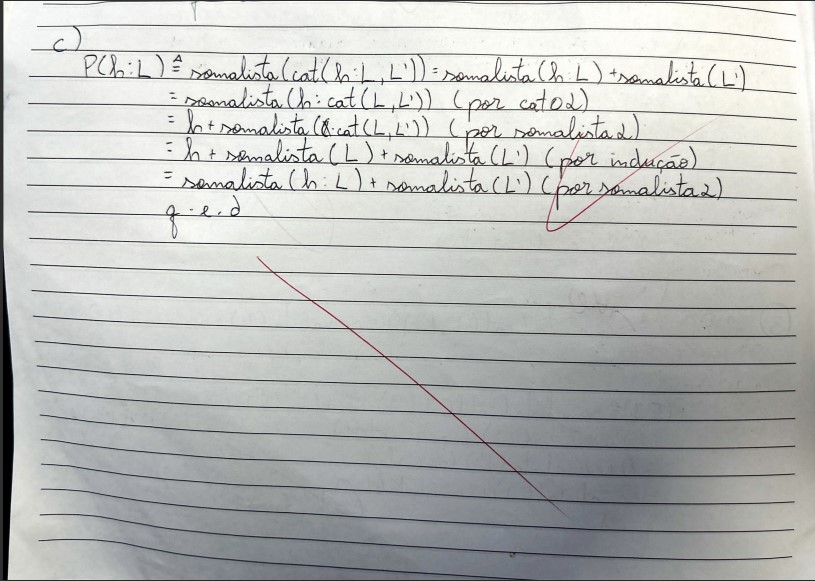 c)
P(h:L) ≜ somalista(cat(h:L, L')) = somalista(h:L) + somalista(L')
= somalista(h:cat(L, L')) (por cat02)
= h + somalista(cat(L, L')) (por somalista2)
= h + somalista(L) + somalista(L') (por indução)
= somalista(h:L) + somalista(L') (por somalista2)
q.e.d